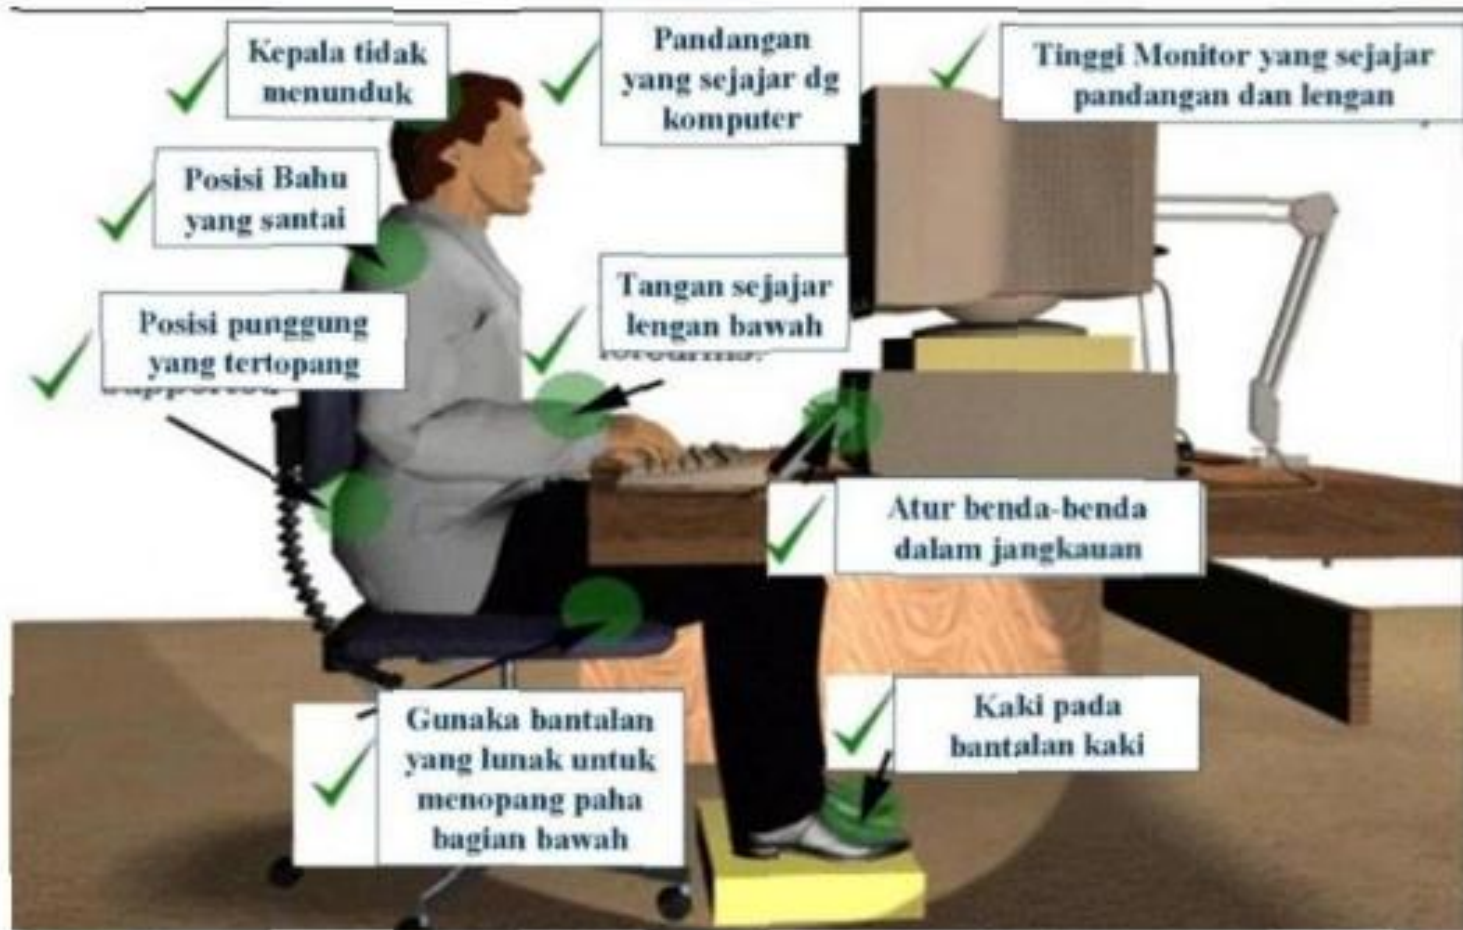 Kepala tidak
menunduk
Pandangan
yang sejajar dg
komputer
Tinggi Monitor yang sejajar
pandangan dan lengan
Posisi Bahu
yang santai
Tangan sejajar
lengan bawah
Posisi punggung
yang tertopang
Atur benda-benda
dalam jangkauan
Gunaka bantalan
yang lunak untuk
menopang paha
bagian bawah
Kaki pada
bantalan kaki